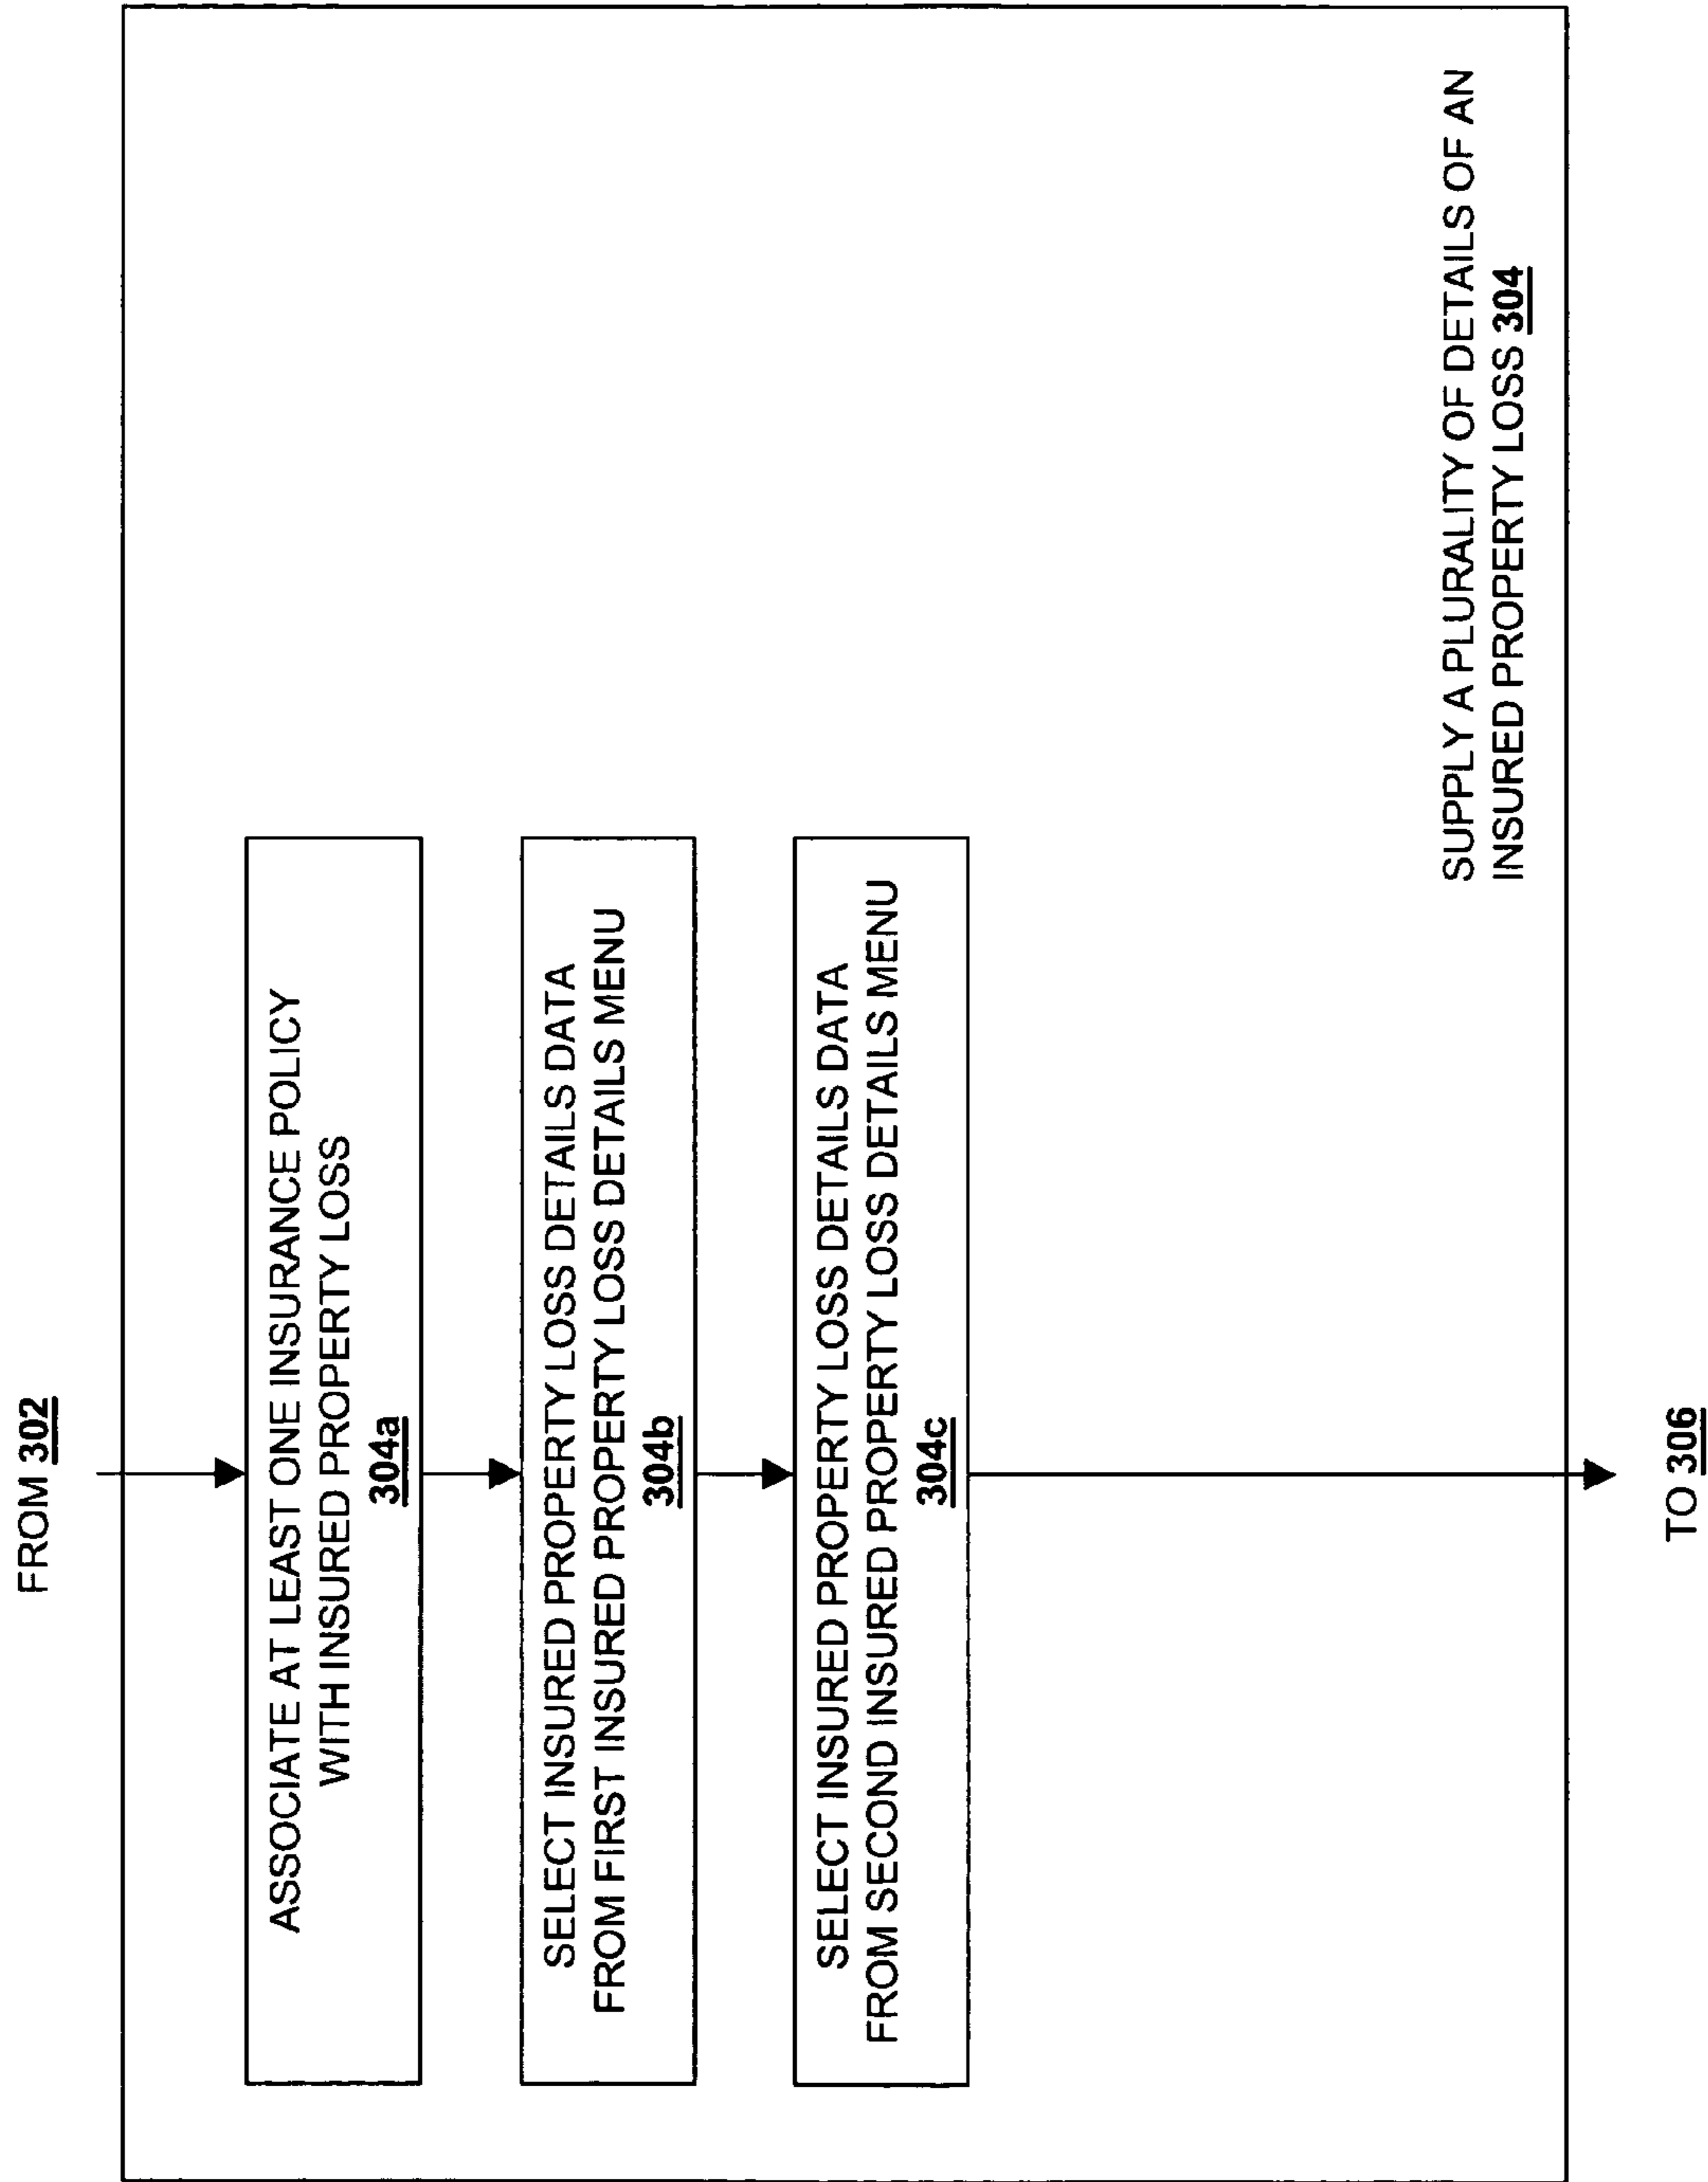 FROM 302
ASSOCIATE AT LEAST ONE INSURANCE POLICY
WITH INSURED PROPERTY LOSS
304a
SELECT INSURED PROPERTY LOSS DETAILS DATA
FROM FIRST INSURED PROPERTY LOSS DETAILS MENU
304b
SELECT INSURED PROPERTY LOSS DETAILS DATA
FROM SECOND INSURED PROPERTY LOSS DETAILS MENU
304c
SUPPLY A PLURALITY OF DETAILS OF AN
INSURED PROPERTY LOSS 304
TO 306